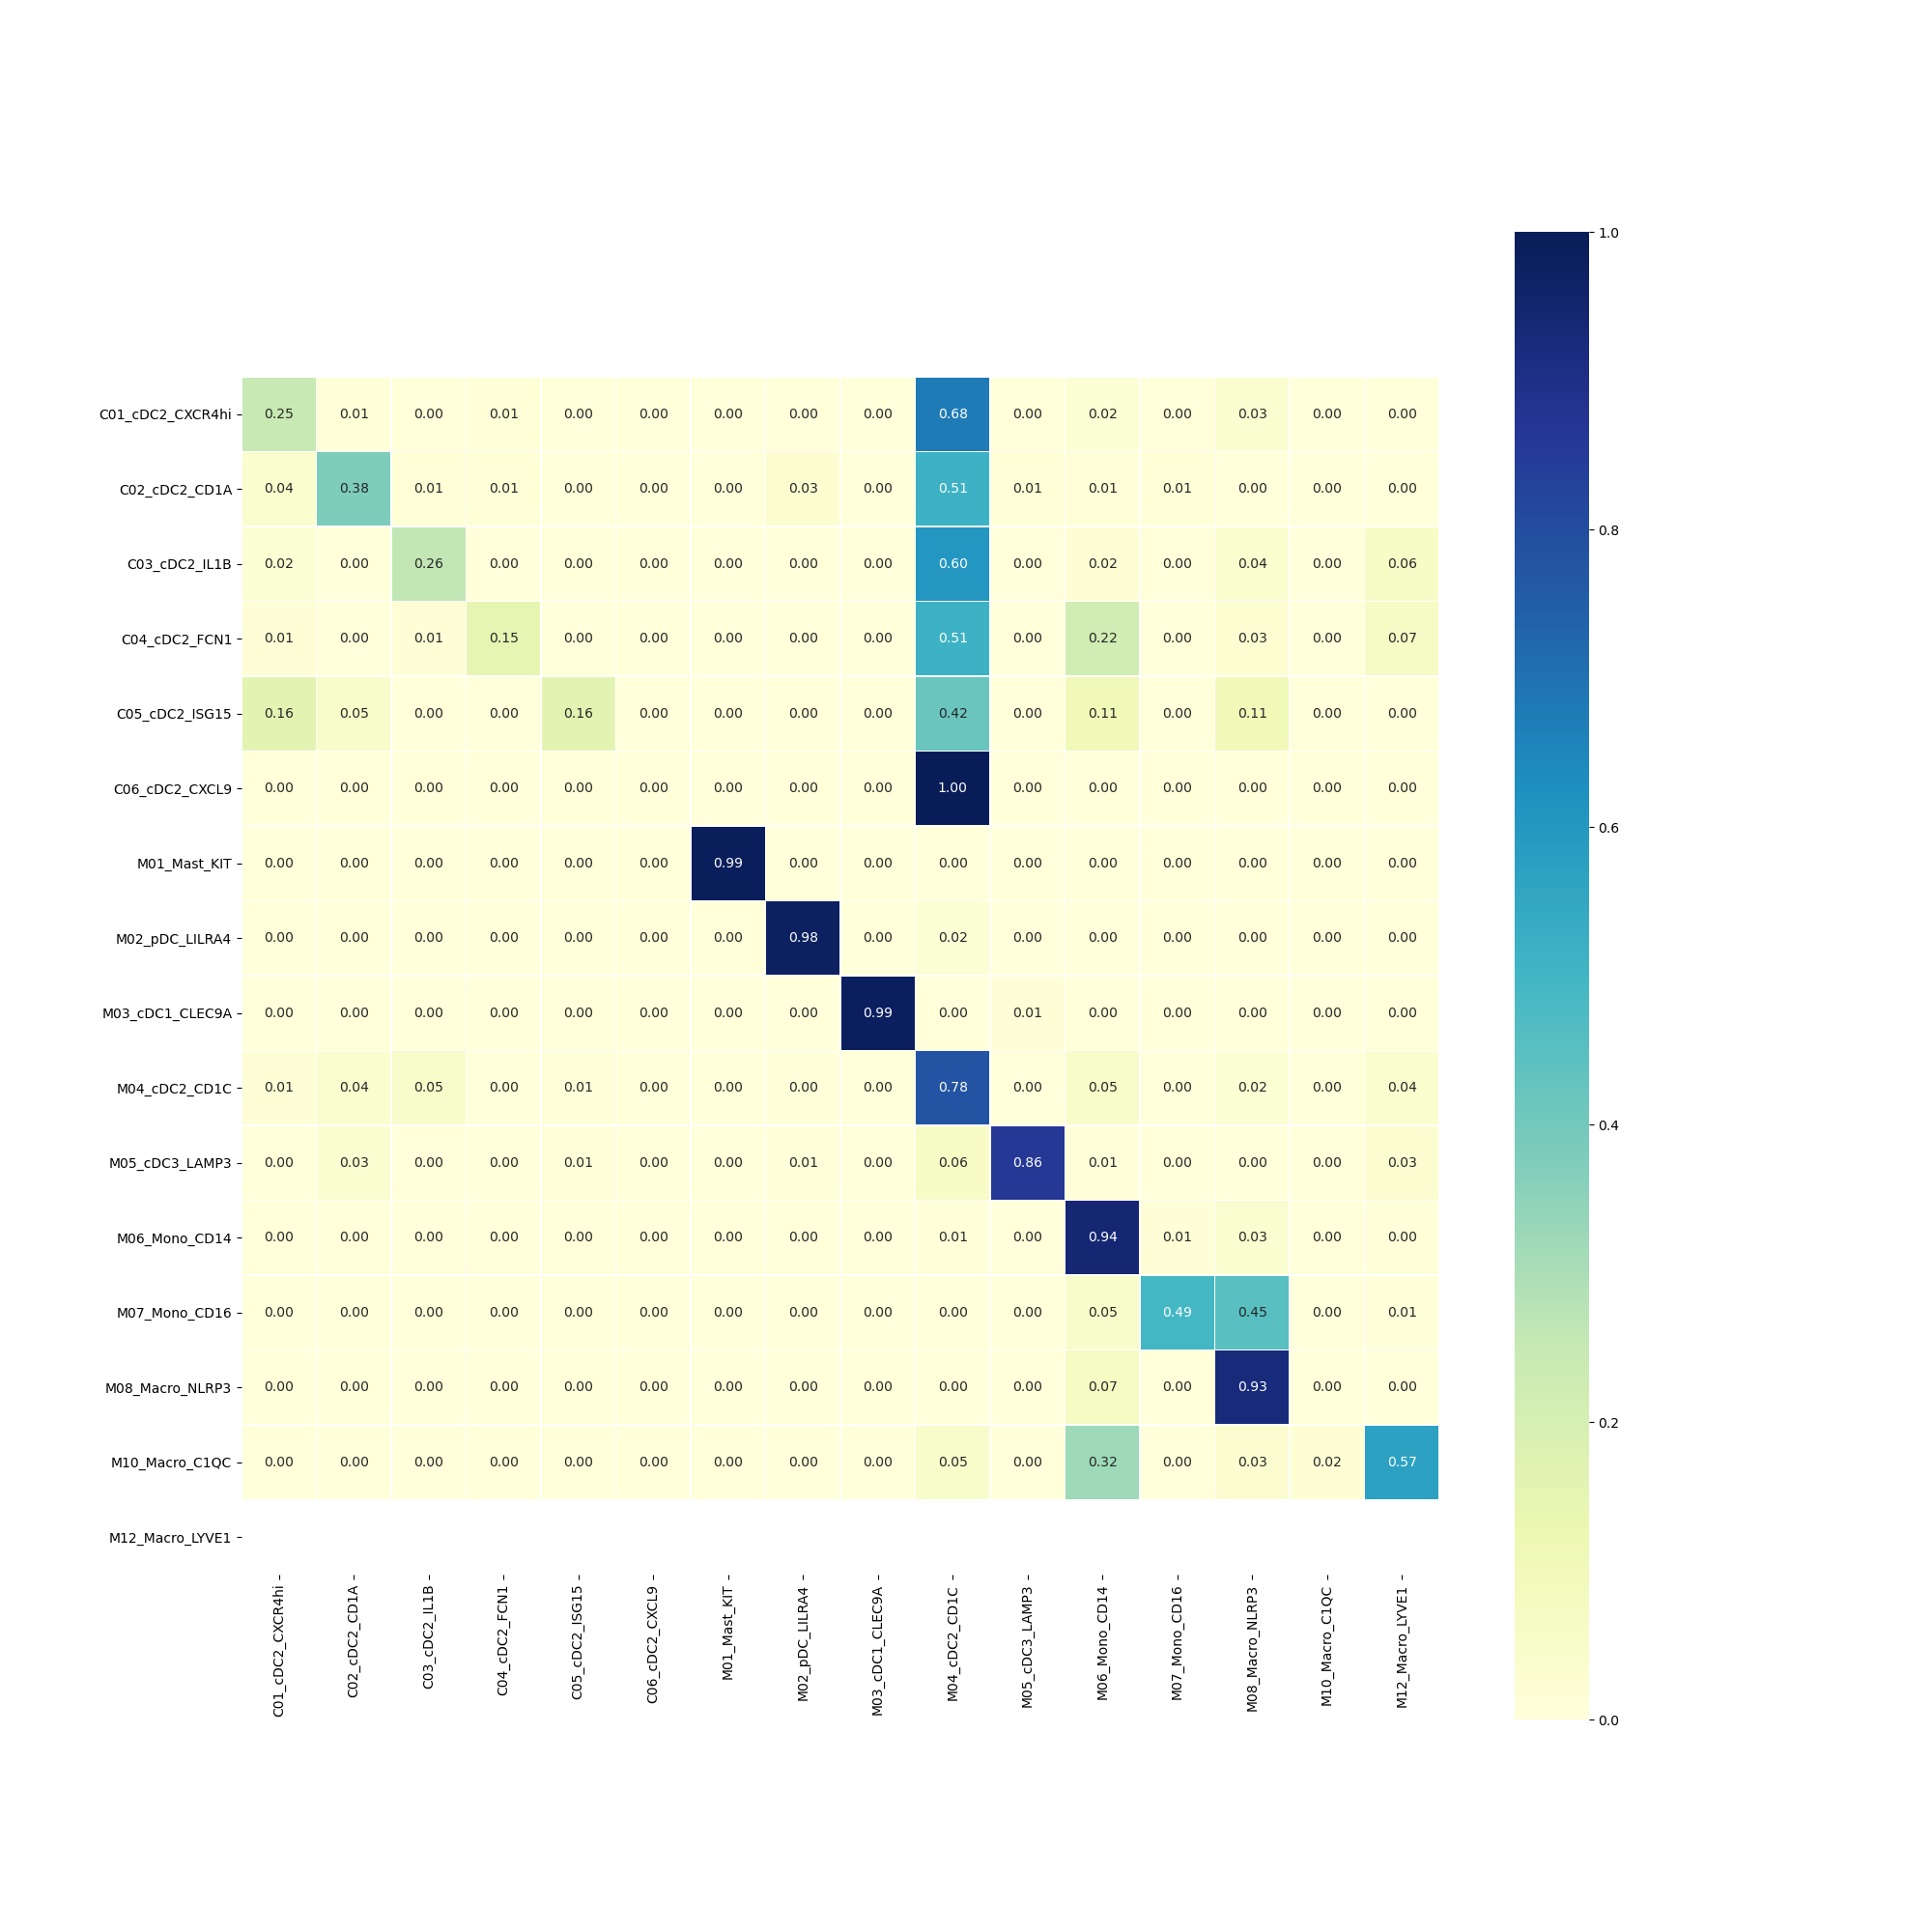 1.0
C01_cDC2_CXCR4hi 0.25 0.01 0.00 0.01 0.00 0.00 0.00 0.00 0.00 0.68 0.00 0.02 0.00 0.03 0.00 0.00
C02_cDC2_CD1A 0.04 0.38 0.01 0.01 0.00 0.00 0.00 0.03 0.00 0.51 0.01 0.01 0.01 0.00 0.00 0.00
0.8
C03_cDC2_IL1B 0.02 0.00 0.26 0.00 0.00 0.00 0.00 0.00 0.00 0.60 0.00 0.02 0.00 0.04 0.00 0.06
C04_cDC2_FCN1 0.01 0.00 0.01 0.15 0.00 0.00 0.00 0.00 0.00 0.51 0.00 0.22 0.00 0.03 0.00 0.07
C05_cDC2_ISG15 0.16 0.05 0.00 0.00 0.16 0.00 0.00 0.00 0.00 0.42 0.00 0.11 0.00 0.11 0.00 0.00
C06_cDC2_CXCL9 0.00 0.00 0.00 0.00 0.00 0.00 0.00 0.00 0.00 1.00 0.00 0.00 0.00 0.00 0.00 0.00
0.6
M01_Mast_KIT 0.00 0.00 0.00 0.00 0.00 0.00 0.99 0.00 0.00 0.00 0.00 0.00 0.00 0.00 0.00 0.00
M02_pDC_LILRA4 0.00 0.00 0.00 0.00 0.00 0.00 0.00 0.98 0.00 0.02 0.00 0.00 0.00 0.00 0.00 0.00
M03_cDC1_CLEC9A 0.00 0.00 0.00 0.00 0.00 0.00 0.00 0.00 0.99 0.00 0.01 0.00 0.00 0.00 0.00 0.00
M04_cDC2_CD1C 0.01 0.04 0.05 0.00 0.01 0.00 0.00 0.00 0.00 0.78 0.00 0.05 0.00 0.02 0.00 0.04
0.4
M05_cDC3_LAMP3 0.00 0.03 0.00 0.00 0.01 0.00 0.00 0.01 0.00 0.06 0.86 0.01 0.00 0.00 0.00 0.03
M06_Mono_CD14 0.00 0.00 0.00 0.00 0.00 0.00 0.00 0.00 0.00 0.01 0.00 0.94 0.01 0.03 0.00 0.00
M07_Mono_CD16 0.00 0.00 0.00 0.00 0.00 0.00 0.00 0.00 0.00 0.00 0.00 0.05 0.49 0.45 0.00 0.01
M08_Macro_NLRP3 0.00 0.00 0.00 0.00 0.00 0.00 0.00 0.00 0.00 0.00 0.00 0.07 0.00 0.93 0.00 0.00
0.2
M10_Macro_C1QC 0.00 0.00 0.00 0.00 0.00 0.00 0.00 0.00 0.00 0.05 0.00 0.32 0.00 0.03 0.02 0.57
M12_Macro_LYVE1
0.0
C01_cDC2_CXCR4hi
C02_cDC2_CD1A
C03_cDC2_IL1B
C04_cDC2_FCN1
C05_cDC2_ISG15
C06_cDC2_CXCL9
M01_Mast_KIT
M02_pDC_LILRA4
M03_cDC1_CLEC9A
M04_cDC2_CD1C
M05_cDC3_LAMP3
M06_Mono_CD14
M07_Mono_CD16
M08_Macro_NLRP3
M10_Macro_C1QC
M12_Macro_LYVE1